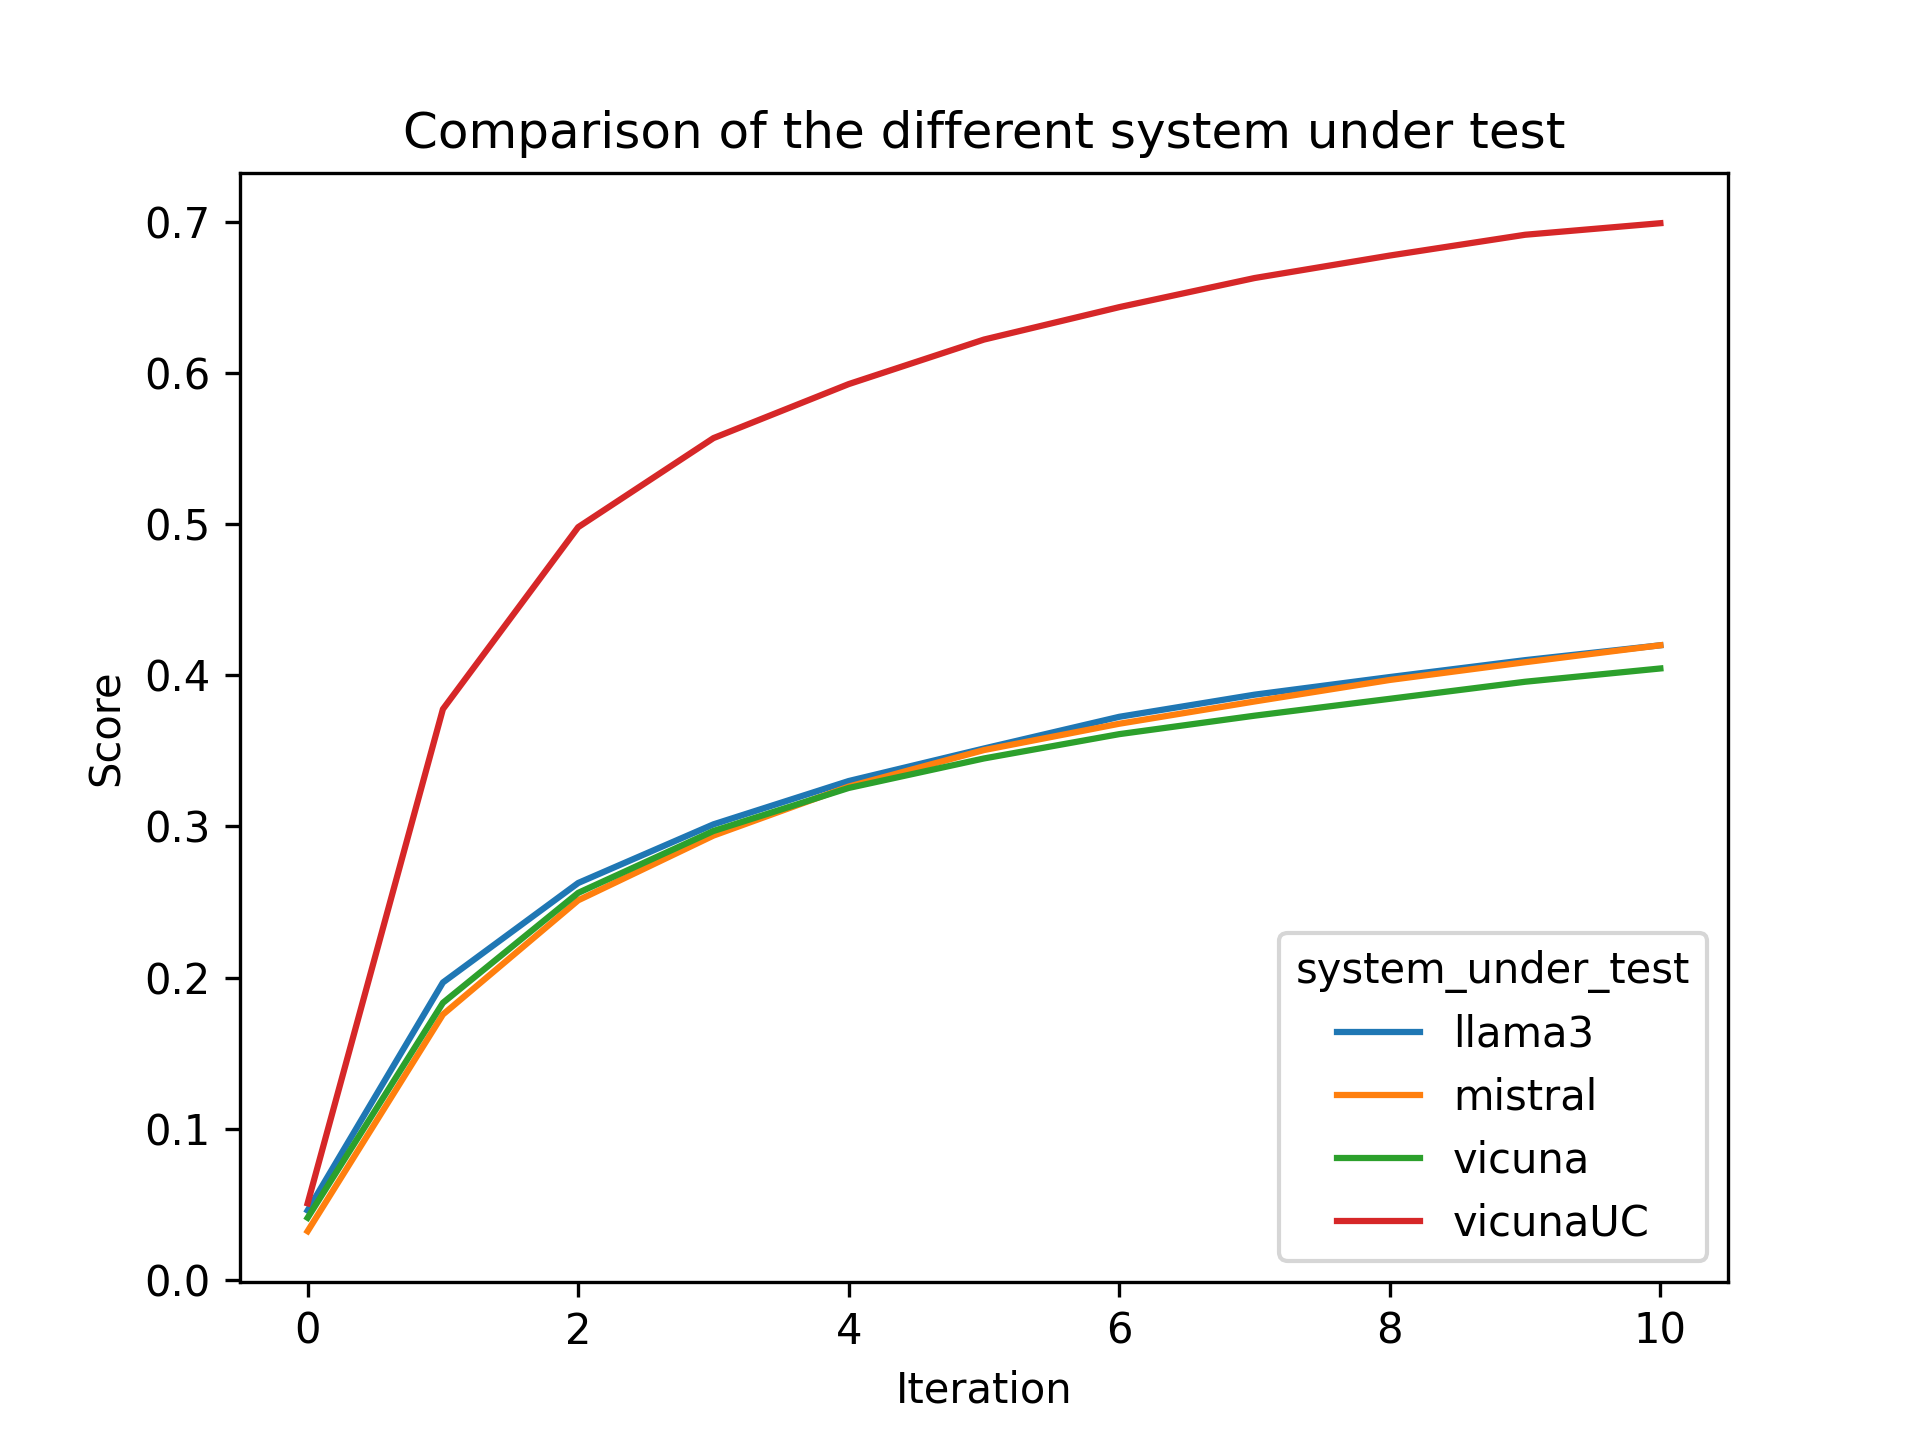 Comparison of the different system under test
0.7
0.6
0.5
0.4
0.3
0.2
0.1
0.0
Score
0 2 4 6 8 10
Iteration
system_under_test
llama3
mistral
vicuna
vicunaUC